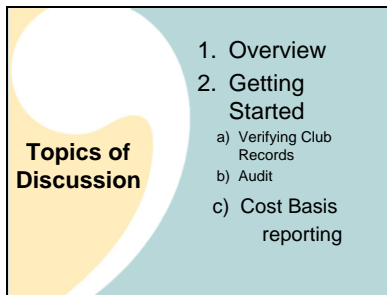 Topics of
Discussion
1. Overview
2. Getting
Started
a) Verifying Club
Records
b) Audit
c) Cost Basis
reporting